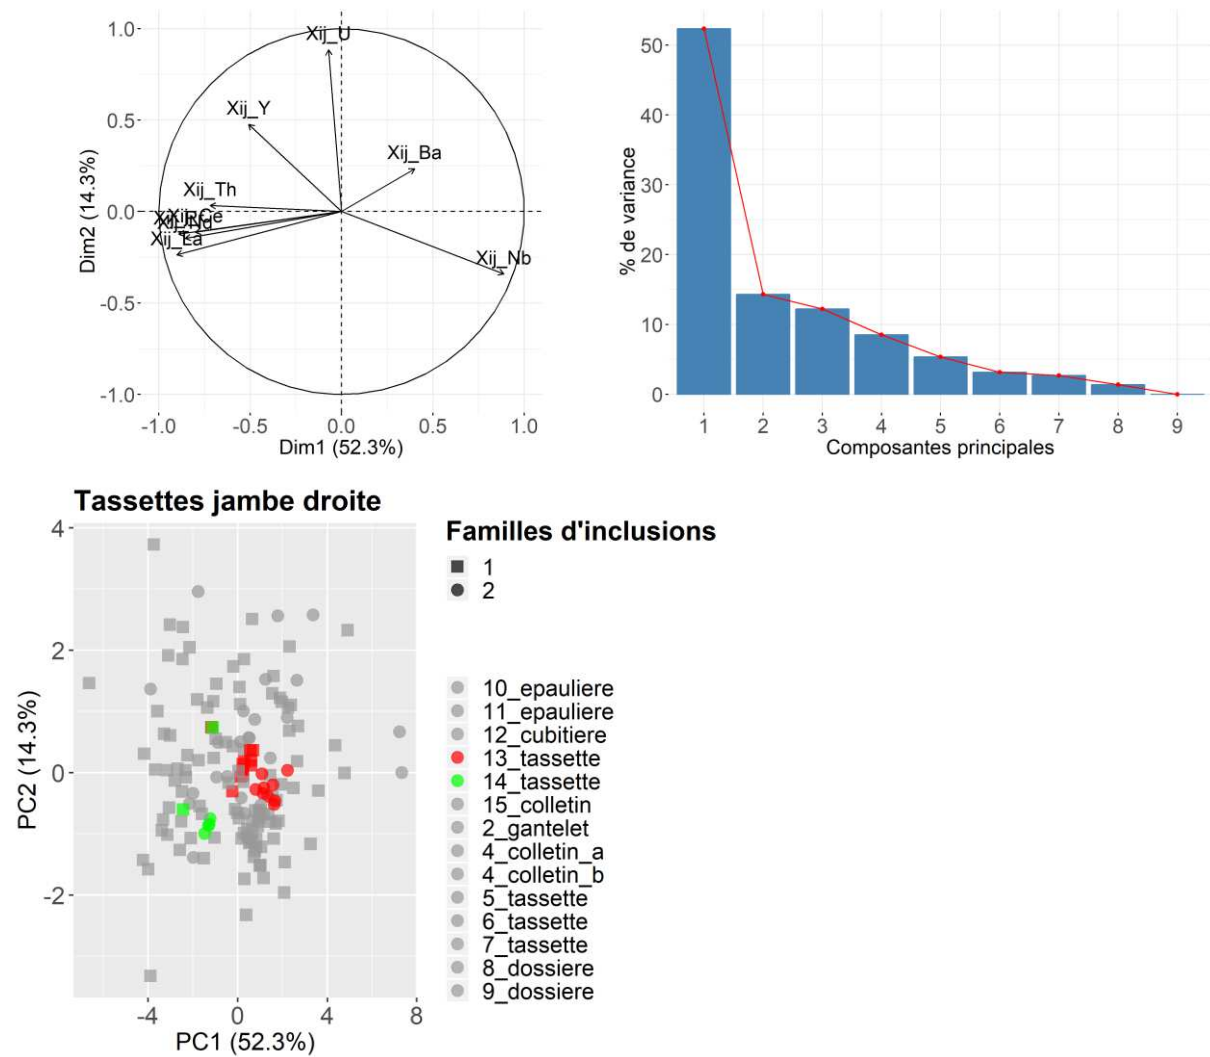 1.0
0.5
0.0
-0.5
-1.0
Dim2 (14.3%)
Xij_U
Xij_Y
Xij_Ba
Xij_Th
Xij_Ce
Xij_Nd
Xij_La
Xij_Nb
-1.0 -0.5 0.0 0.5 1.0
Dim1 (52.3%)
50
40
30
20
10
0
% de variance
1 2 3 4 5 6 7 8 9
Composantes principales
Tassettes jambe droite
4
2
0
-2
PC2 (14.3%)
-4 0 4 8
PC1 (52.3%)
Familles d'inclusions
1
2
10_epauliere
11_epauliere
12_cubitiere
13_tassette
14_tassette
15_colletin
2_gantelet
4_colletin_a
4_colletin_b
5_tassette
6_tassette
7_tassette
8_dossiere
9_dossiere